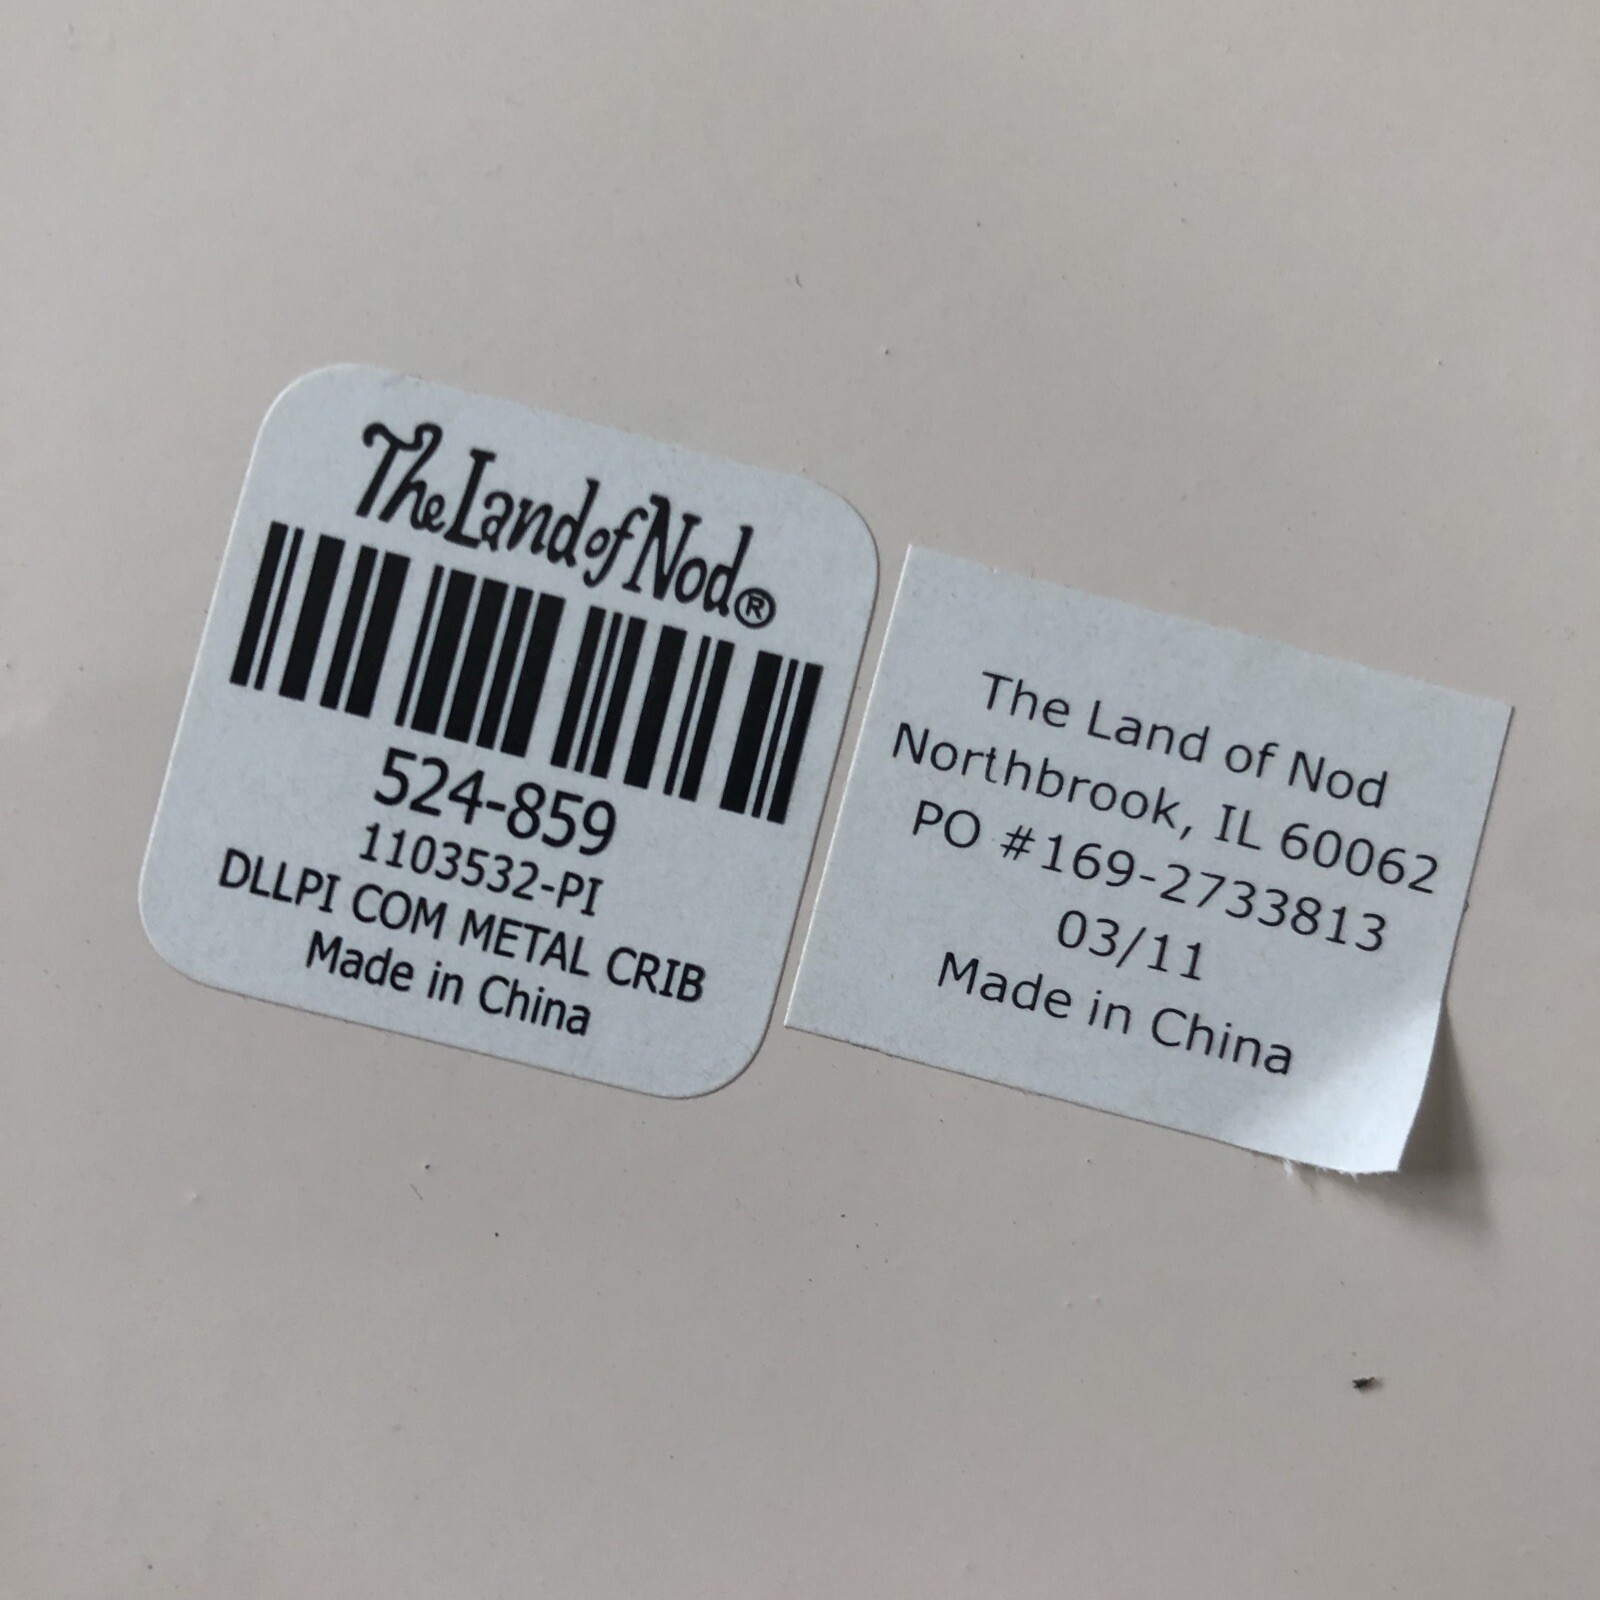 The Land of Nod®
524-859
1103532-PI
DLLPI COM METAL CRIB
Made in China
The Land of Nod
Northbrook, IL 60062
PO #169-2733813
03/11
Made in China